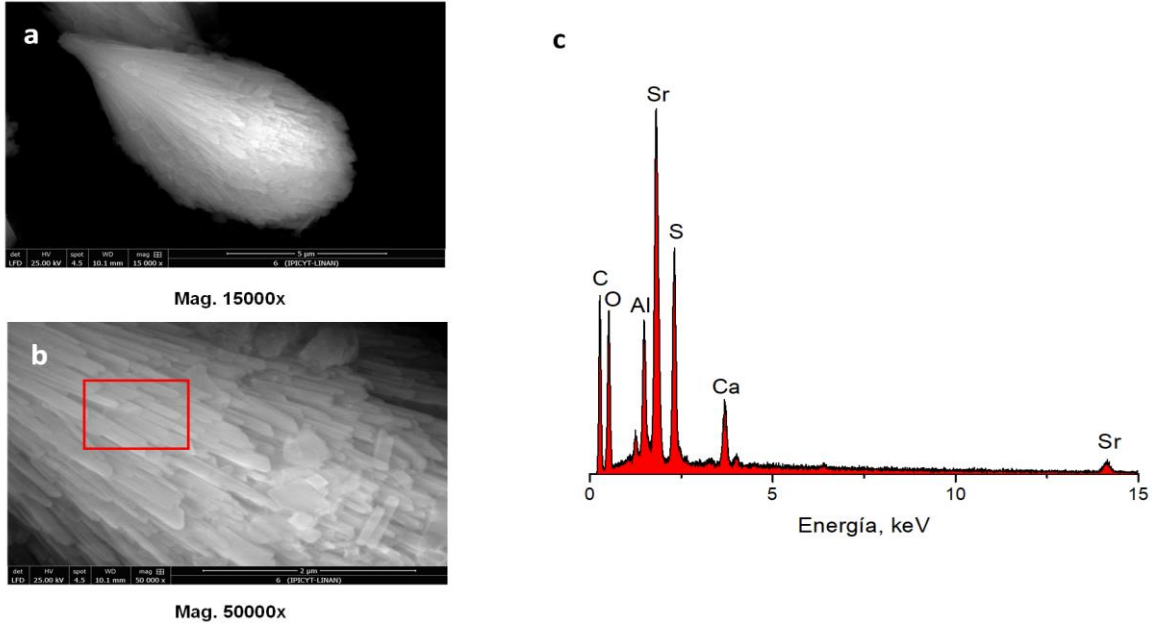 a
det HV spot WD mag ⊞ 5 µm
LFD 25.00 kV 4.5 10.1 mm 15 000 x 6 (IPICYT-LINAN)
Mag. 15000x
b
det HV spot WD mag ⊞ 2 µm
LFD 25.00 kV 4.5 10.1 mm 50 000 x 6 (IPICYT-LINAN)
Mag. 50000x
c
Sr
S
C
O
Al
Ca
Sr
0 5 10 15
Energía, keV